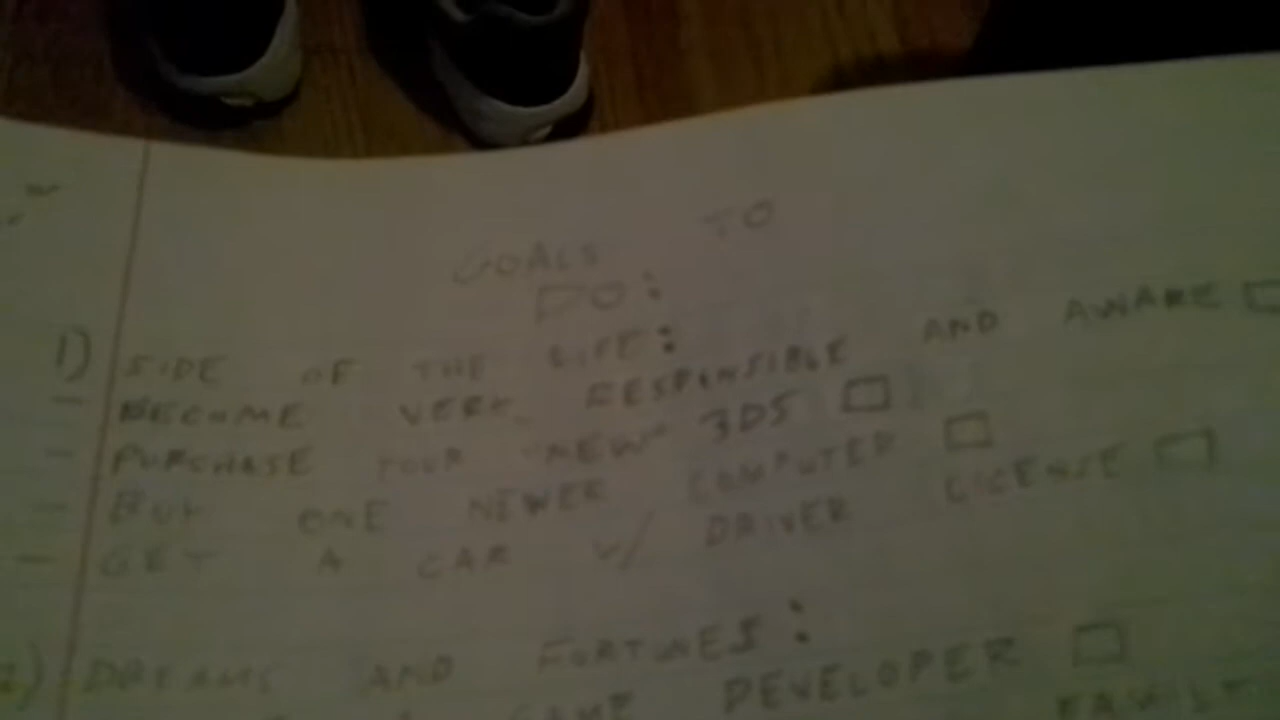 GOALS TO
DO:
1) SIDE OF THE LIFE:
- BECOME VERY RESPONSIBLE AND AWARE
- PURCHASE YOUR "NEW" 3DS
- BUY ONE NEWER COMPUTER
- GET A CAR W/ DRIVER LICENSE
2) DREAMS AND FORTUNES:
GAME DEVELOPER